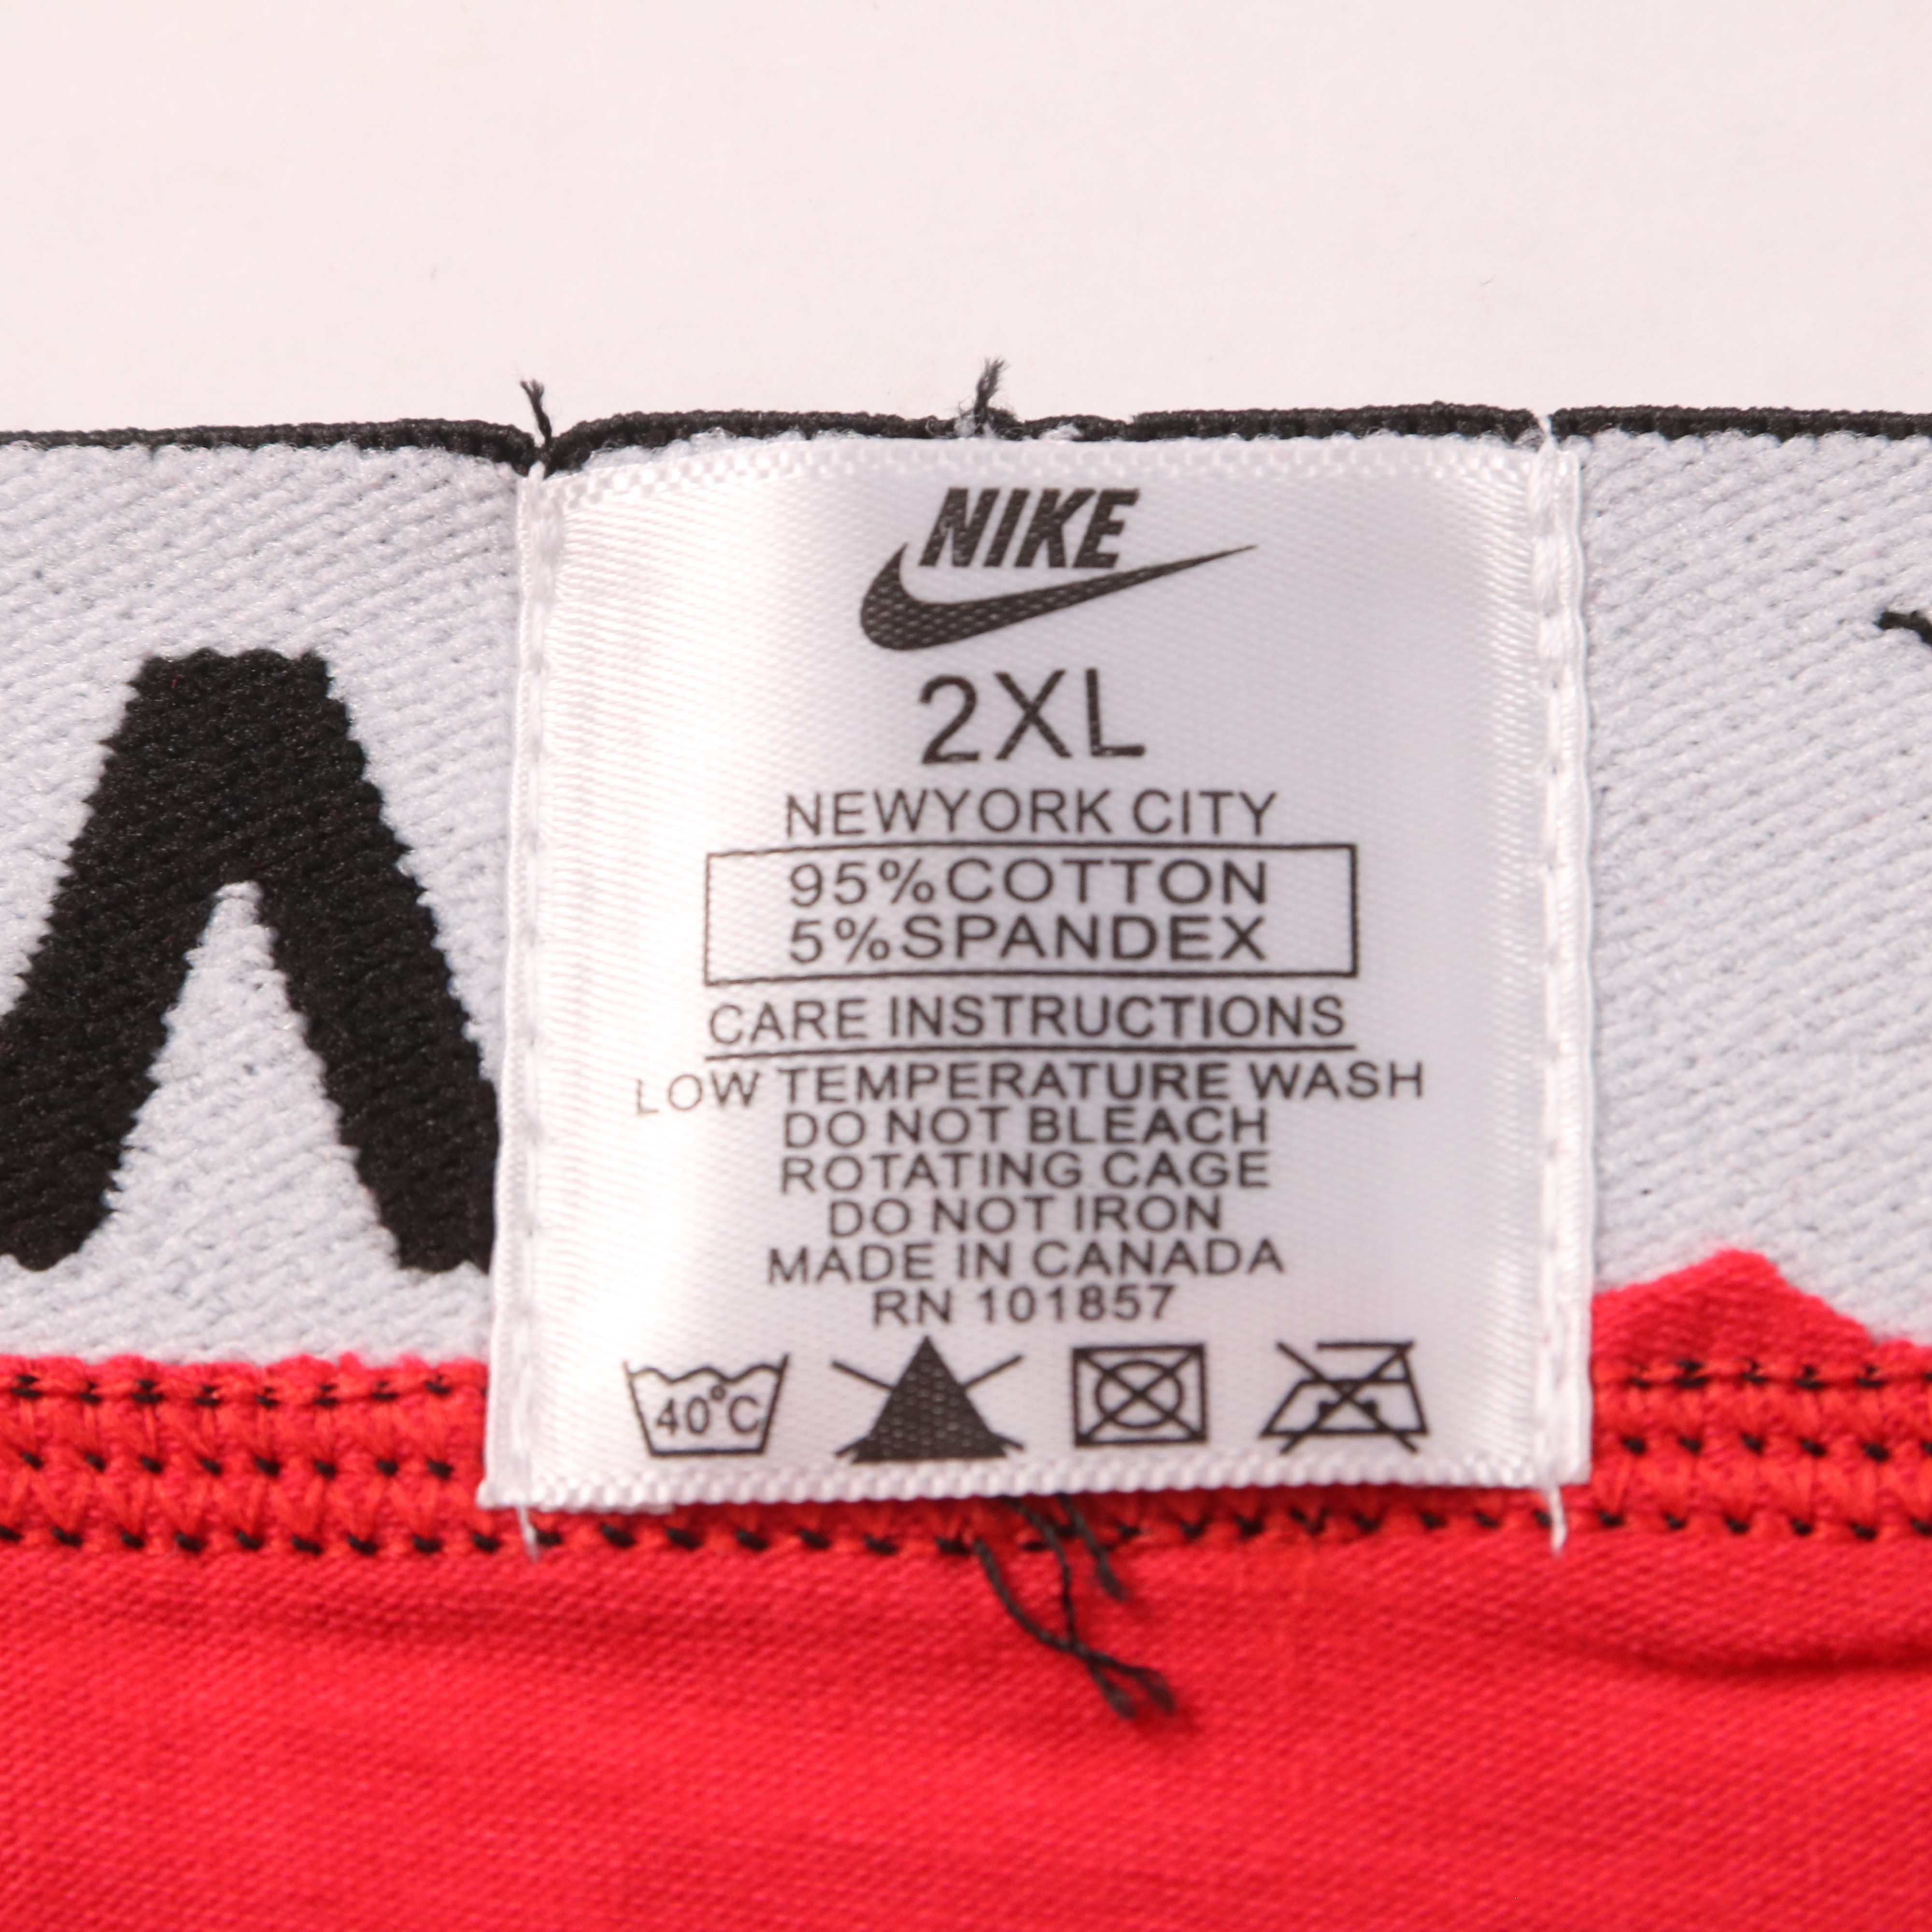 NIKE
2XL
NEWYORK CITY
95%COTTON
5%SPANDEX
CARE INSTRUCTIONS
LOW TEMPERATURE WASH
DO NOT BLEACH
ROTATING CAGE
DO NOT IRON
MADE IN CANADA
RN 101857
40°C